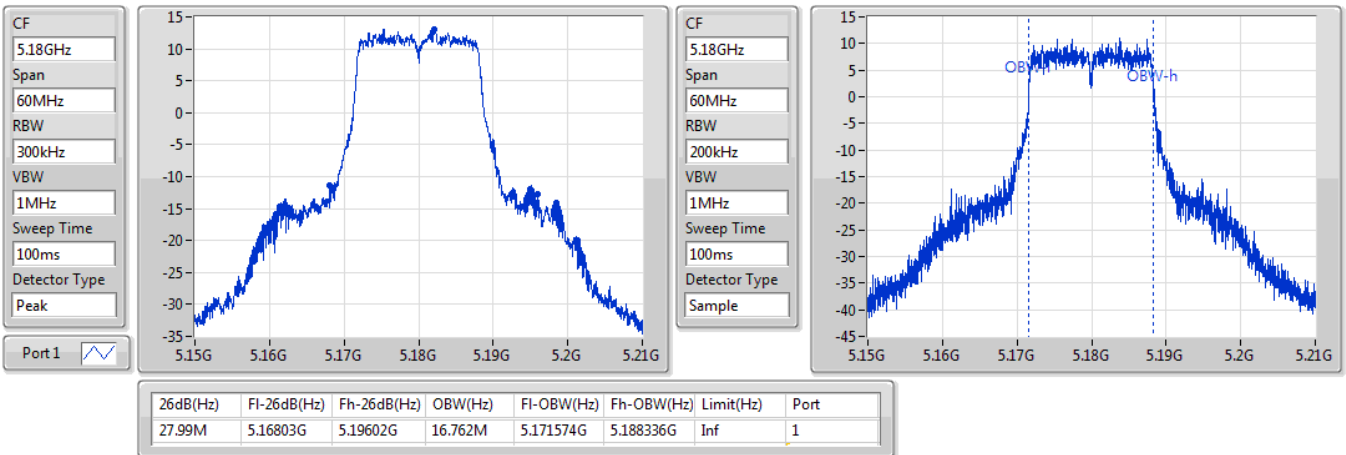 CF
5.18GHz
Span
60MHz
RBW
300kHz
VBW
1MHz
Sweep Time
100ms
Detector Type
Peak
Port 1
15
10
5
0
-5
-10
-15
-20
-25
-30
-35
5.15G 5.16G 5.17G 5.18G 5.19G 5.2G 5.21G
CF
5.18GHz
Span
60MHz
RBW
200kHz
VBW
1MHz
Sweep Time
100ms
Detector Type
Sample
15
10
5
0
-5
-10
-15
-20
-25
-30
-35
-40
-45
OBW-h
5.15G 5.16G 5.17G 5.18G 5.19G 5.2G 5.21G
26dB(Hz) Fl-26dB(Hz) Fh-26dB(Hz) OBW(Hz) Fl-OBW(Hz) Fh-OBW(Hz) Limit(Hz) Port
27.99M 5.16803G 5.19602G 16.762M 5.171574G 5.188336G Inf 1